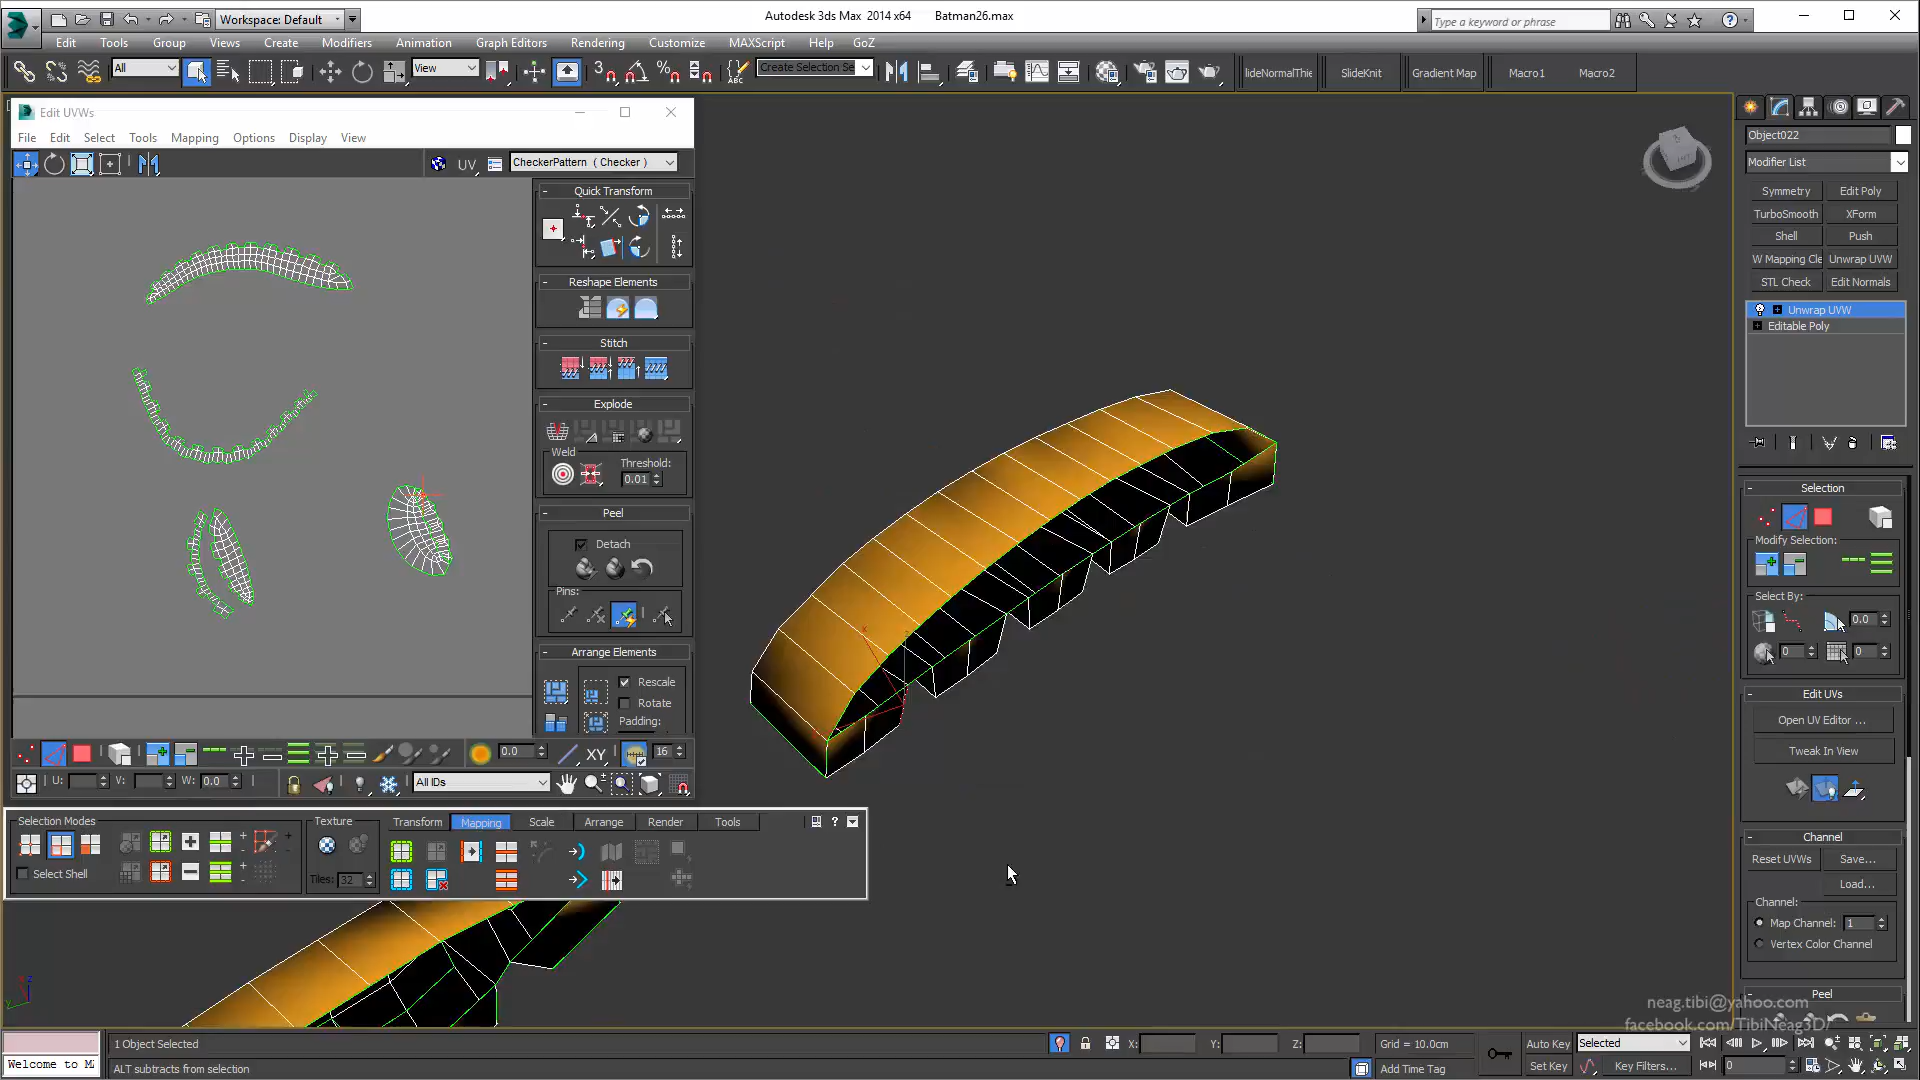 Workspace: Default
Autodesk 3ds Max 2014 x64 Batman26.max
Type a keyword or phrase
Edit Tools Group Views Create Modifiers Animation Graph Editors Rendering Customize MAXScript Help GoZ
All
View
Create Selection Se
lideNormalThie SlideKnit Gradient Map Macro1 Macro2
Edit UVWs
File Edit Select Tools Mapping Options Display View
UV
CheckerPattern ( Checker )
Quick Transform
Reshape Elements
Stitch
Explode
Weld
Threshold:
0.01
Peel
Detach
Pins:
Arrange Elements
Rescale
Rotate
Padding:
0.0
XY
16
U: V: W: 0.0
All IDs
Selection Modes
Select Shell
Texture
Tiles: 32
Transform Mapping Scale Arrange Render Tools
?
Object022
Modifier List
Symmetry Edit Poly
TurboSmooth XForm
Shell Push
W Mapping Cle Unwrap UVW
STL Check Edit Normals
Unwrap UVW
Editable Poly
Selection
Modify Selection:
Select By:
0.0
0 0
Edit UVs
Open UV Editor ...
Tweak In View
Channel
Reset UVWs Save...
Load...
Channel:
Map Channel: 1
Vertex Color Channel
Peel
neag.tibi@yahoo.com
facebook.com/TibiNeag3D/
1 Object Selected
X: Y: Z:
Grid = 10.0cm
Auto Key Selected
Welcome to M
ALT subtracts from selection
Add Time Tag
Set Key Key Filters...
0